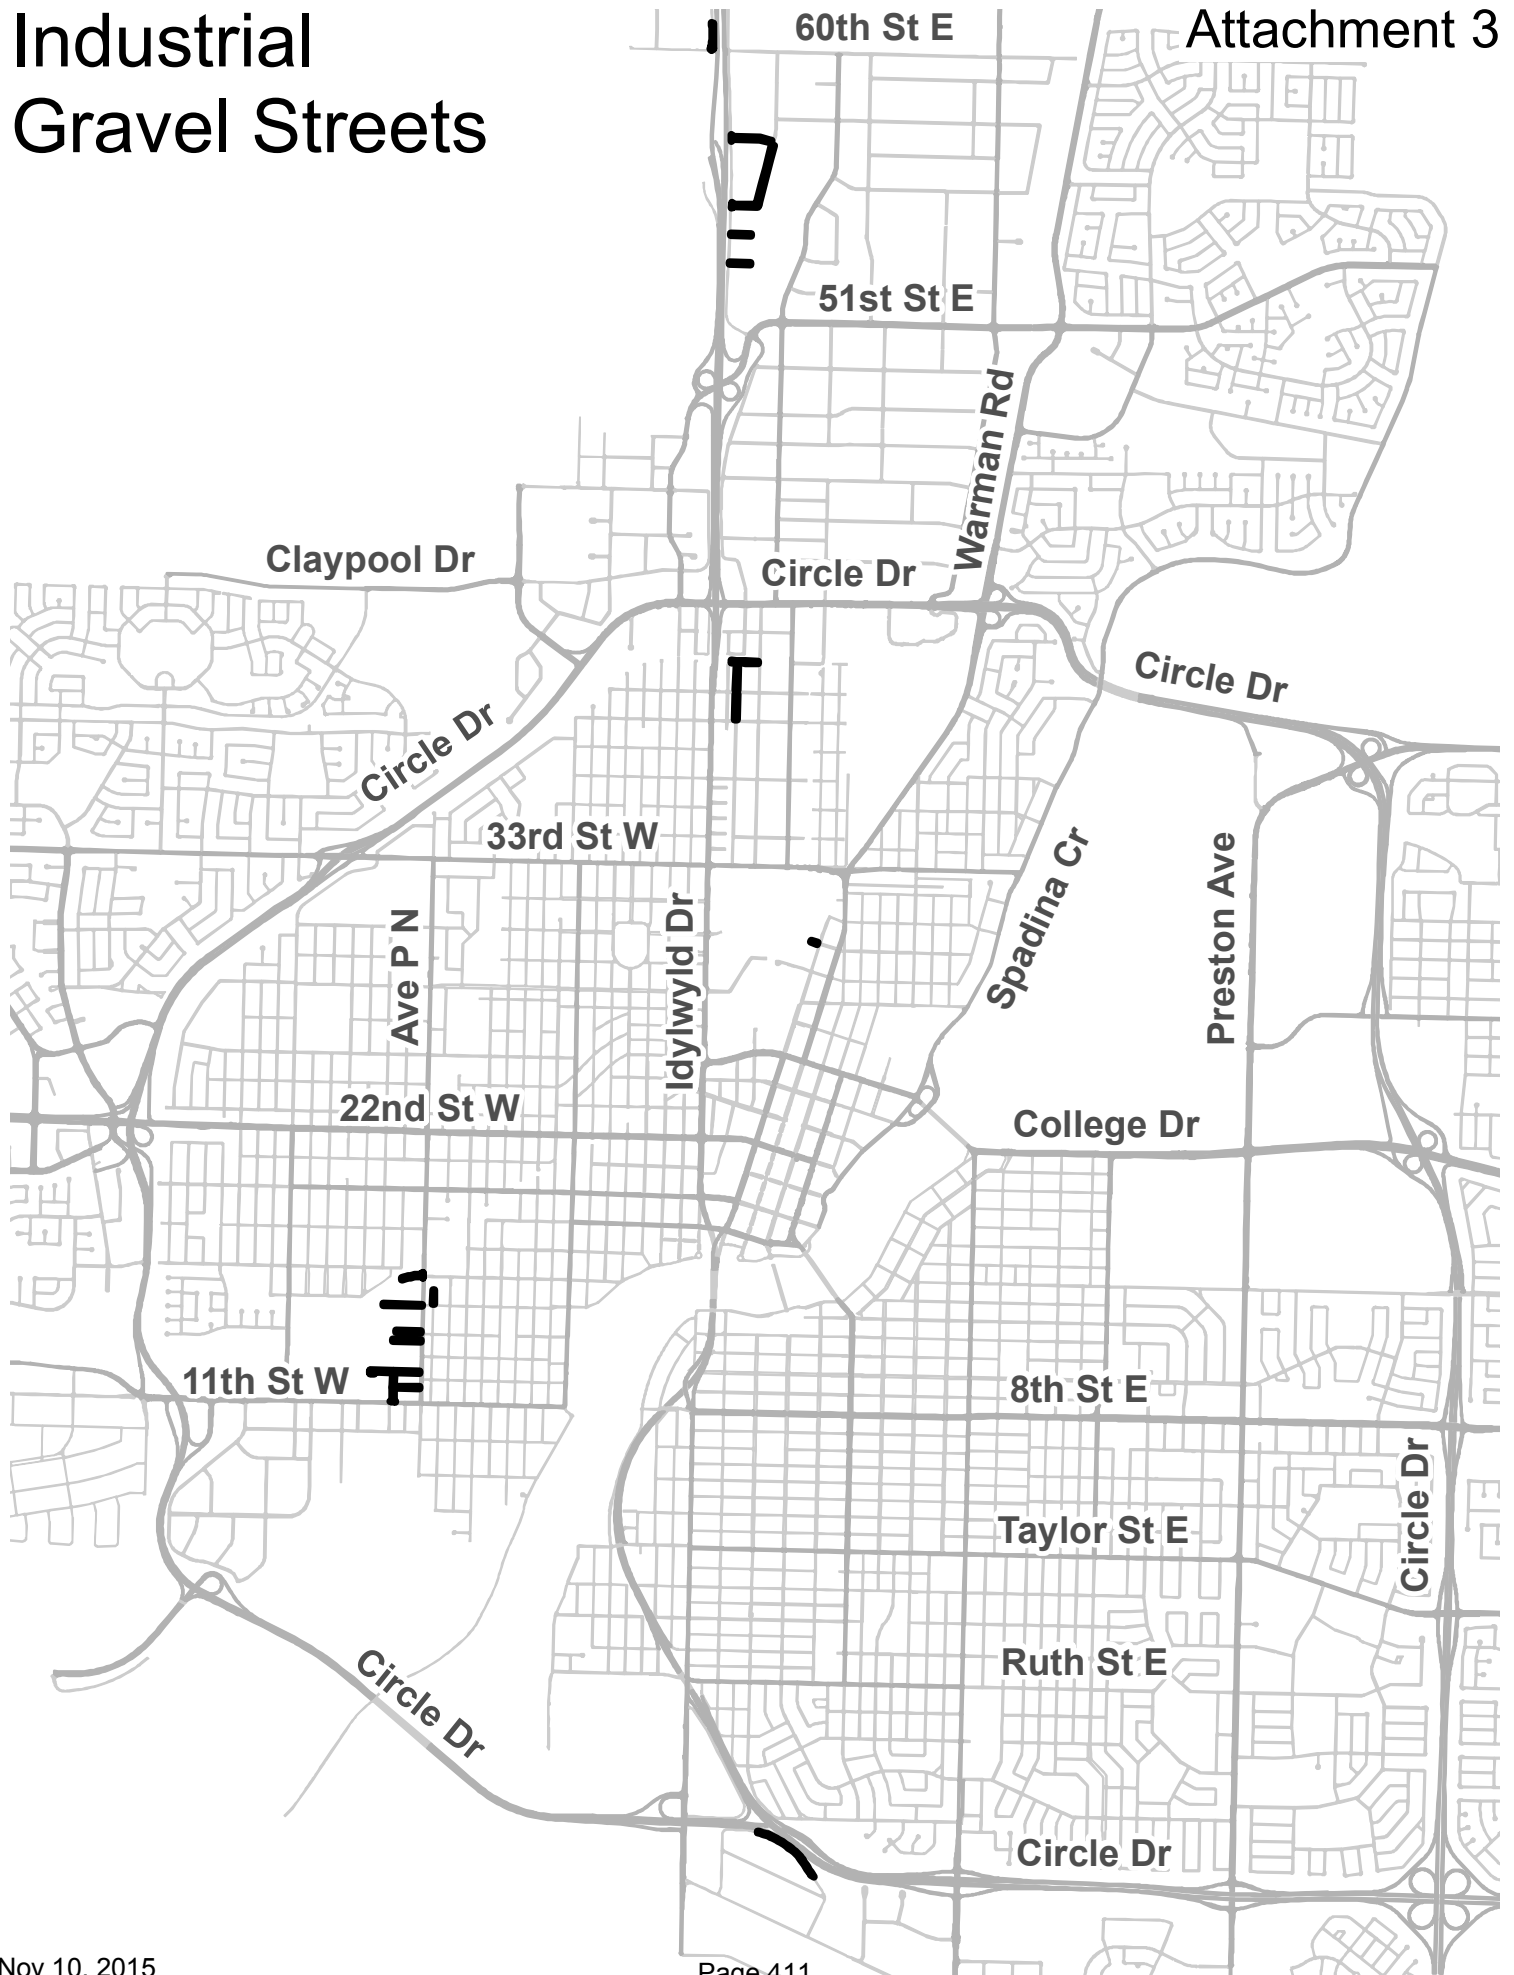 Industrial
Gravel Streets
Attachment 3
60th St E
51st St E
Warman Rd
Claypool Dr
Circle Dr
Circle Dr
Circle Dr
33rd St W
Ave P N
Idylwyld Dr
Spadina Cr
Preston Ave
22nd St W
College Dr
11th St W
8th St E
Circle Dr
Taylor St E
Ruth St E
Circle Dr
Circle Dr
Nov 10, 2015
Page 411